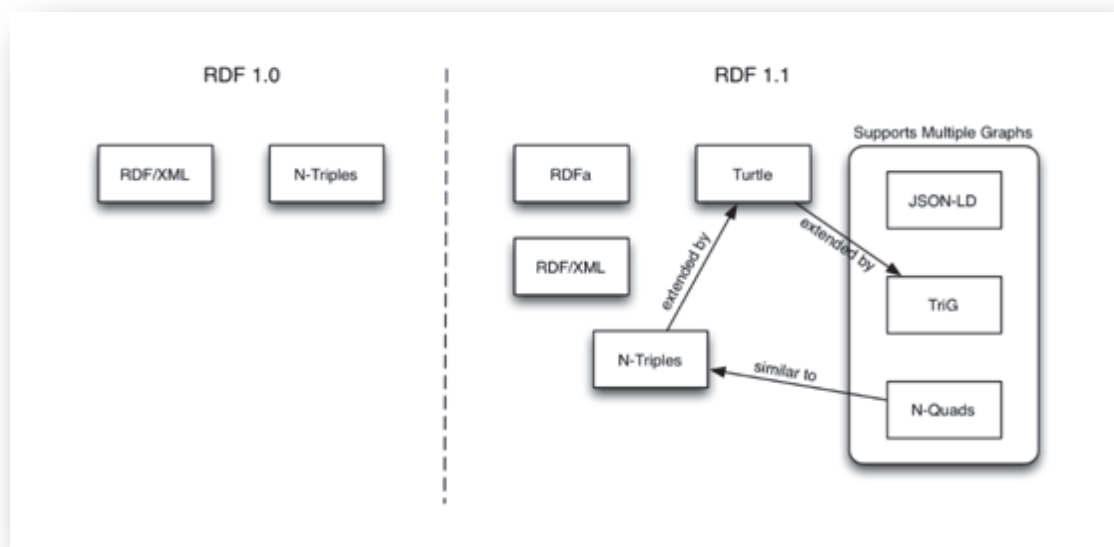 RDF 1.0
RDF/XML
N-Triples
RDF 1.1
Supports Multiple Graphs
RDFa
Turtle
JSON-LD
extended by
extended by
RDF/XML
TriG
N-Triples
similar to
N-Quads